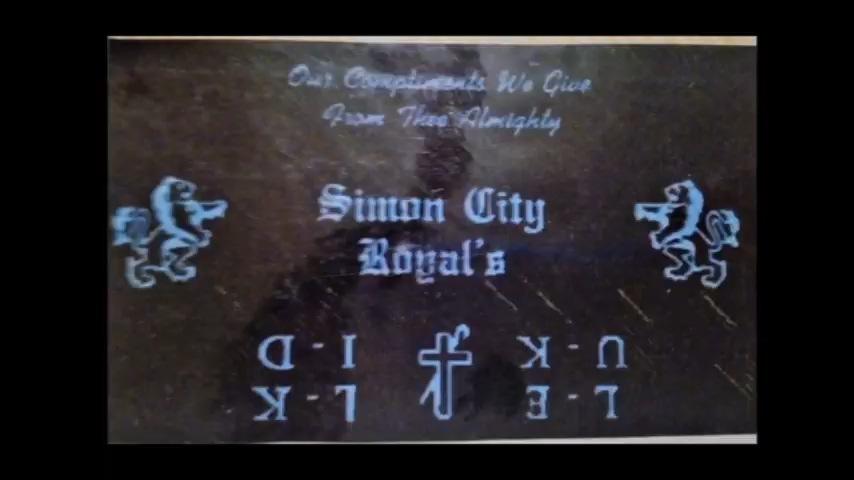 Our Compliments We Give
From Thee Almighty
Simon City
Royal's
D - I K - U
K - L E - L